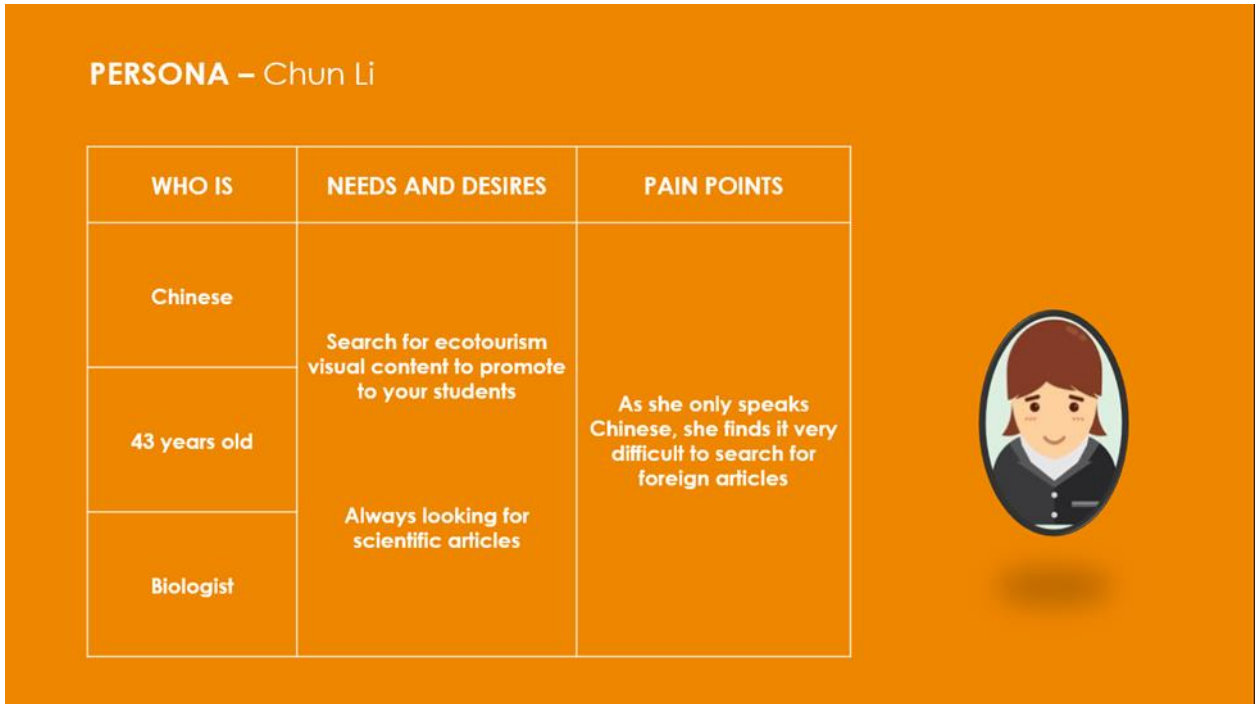 PERSONA – Chun Li
WHO IS
NEEDS AND DESIRES
PAIN POINTS
Chinese
43 years old
Biologist
Search for ecotourism
visual content to promote
to your students
Always looking for
scientific articles
As she only speaks
Chinese, she finds it very
difficult to search for
foreign articles